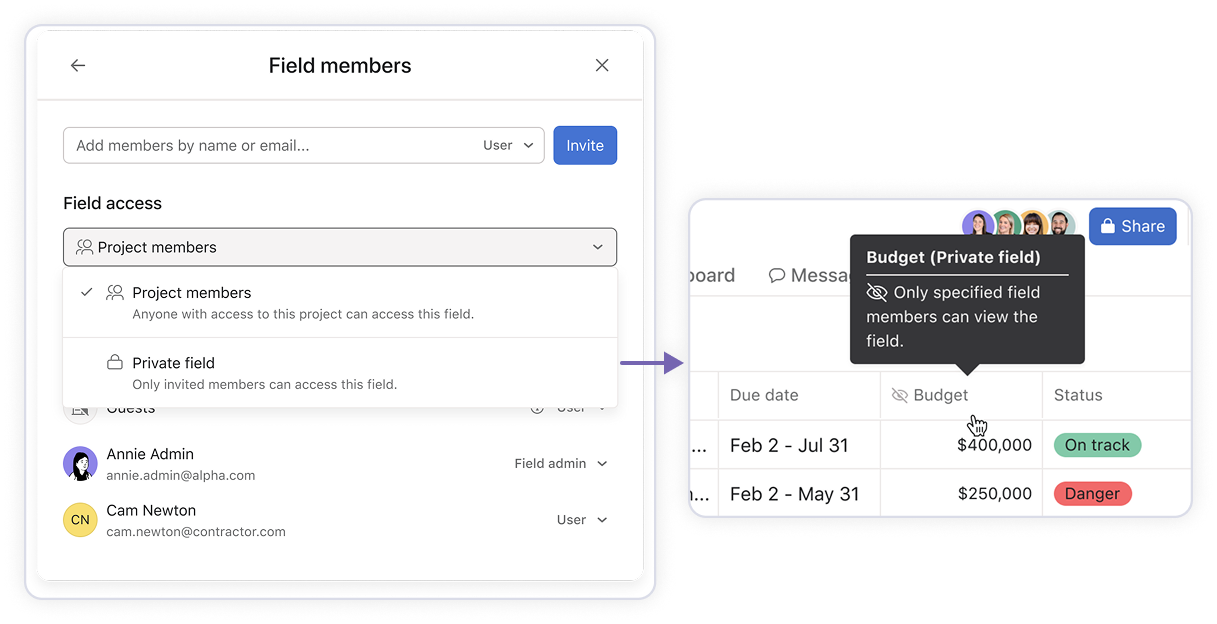 Field members
Add members by name or email...
User
Invite
Field access
Project members
Project members
Anyone with access to this project can access this field.
Private field
Only invited members can access this field.
Guests
User
Annie Admin
annie.admin@alpha.com
Field admin
CN
Cam Newton
cam.newton@contractor.com
User
Share
Budget (Private field)
Only specified field
members can view the
field.
Due date
Budget
Status
...
Feb 2 - Jul 31
$400,000
On track
...
Feb 2 - May 31
$250,000
Danger